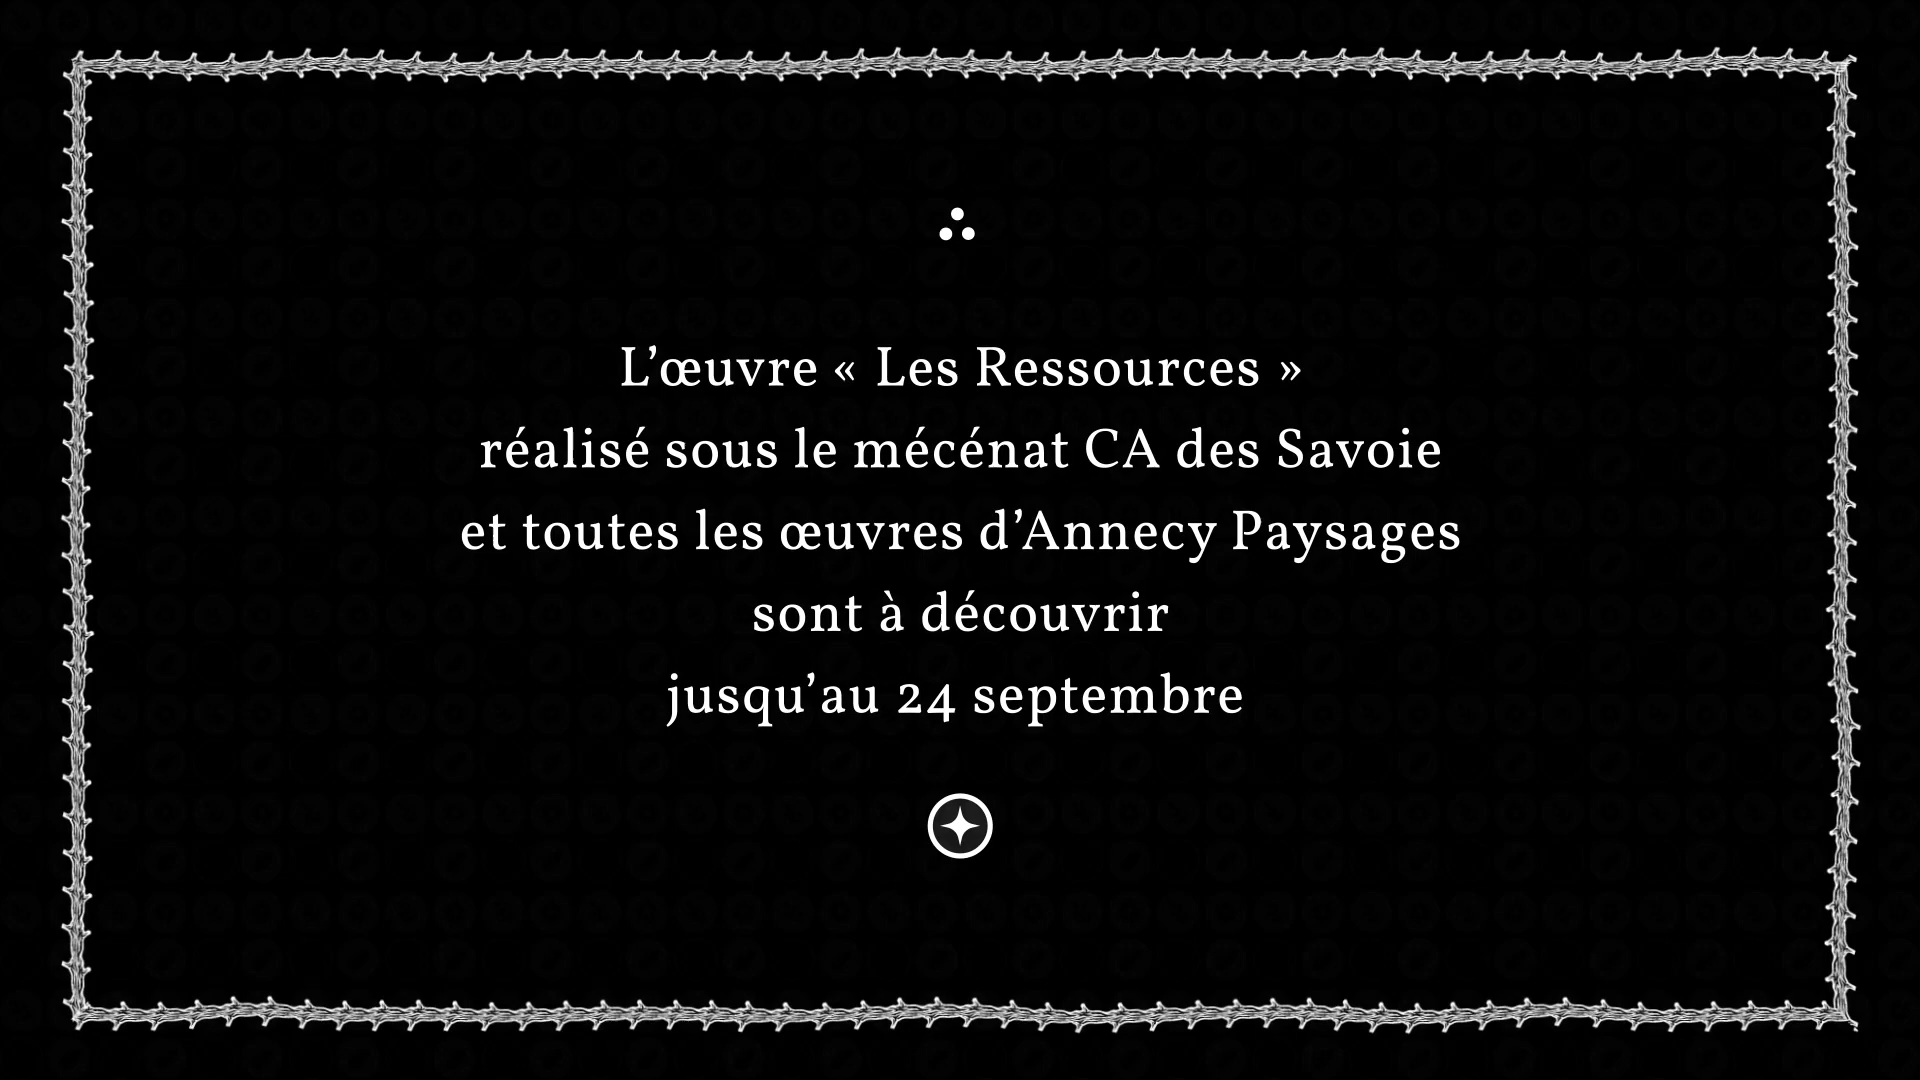 L’œuvre « Les Ressources »
réalisé sous le mécénat CA des Savoie
et toutes les œuvres d’Annecy Paysages
sont à découvrir
jusqu’au 24 septembre